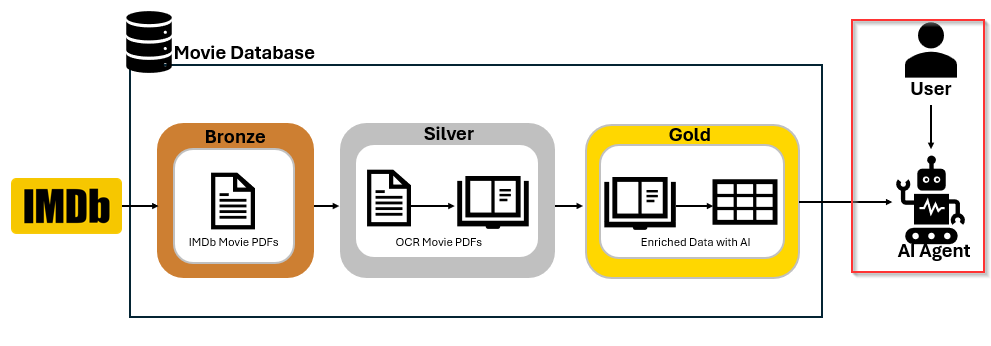 Movie Database
IMDb
Bronze
IMDb Movie PDFs
Silver
OCR Movie PDFs
Gold
Enriched Data with AI
User
AI Agent